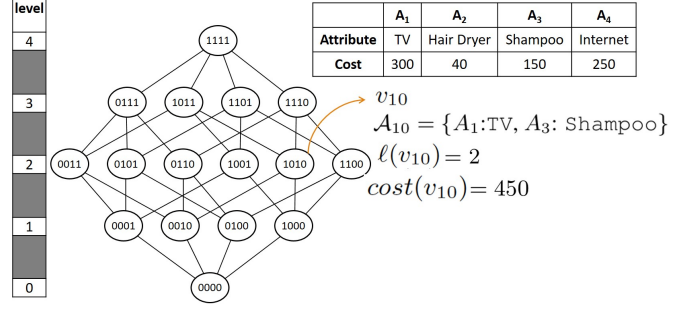 level
A₁ A₂ A₃ A₄
Attribute TV Hair Dryer Shampoo Internet
Cost 300 40 150 250
4
1111
3
0111 1011 1101 1110
v₁₀
𝒜₁₀ = {A₁:TV, A₃: Shampoo}
2
0011 0101 0110 1001 1010 1100
ℓ(v₁₀) = 2
cost(v₁₀) = 450
1
0001 0010 0100 1000
0
0000